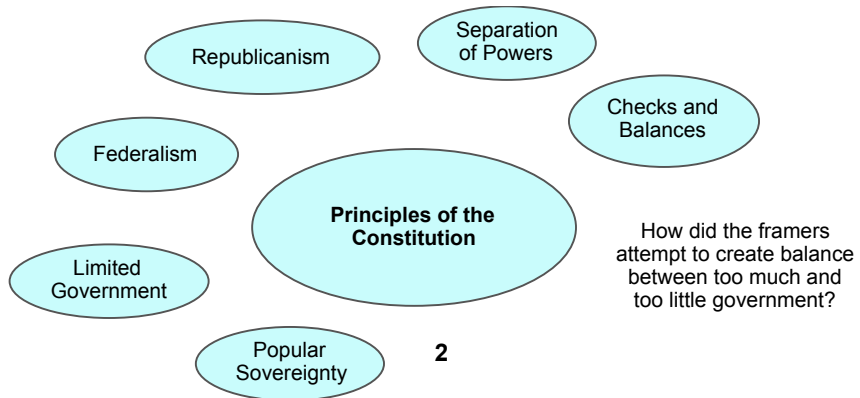 Separation
of Powers
Republicanism
Checks and
Balances
Federalism
Principles of the
Constitution
How did the framers
attempt to create balance
between too much and
too little government?
Limited
Government
Popular
Sovereignty
2